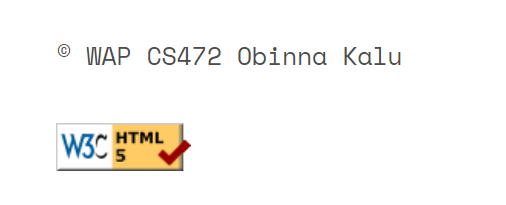 © WAP CS472 Obinna Kalu
W3C HTML
5